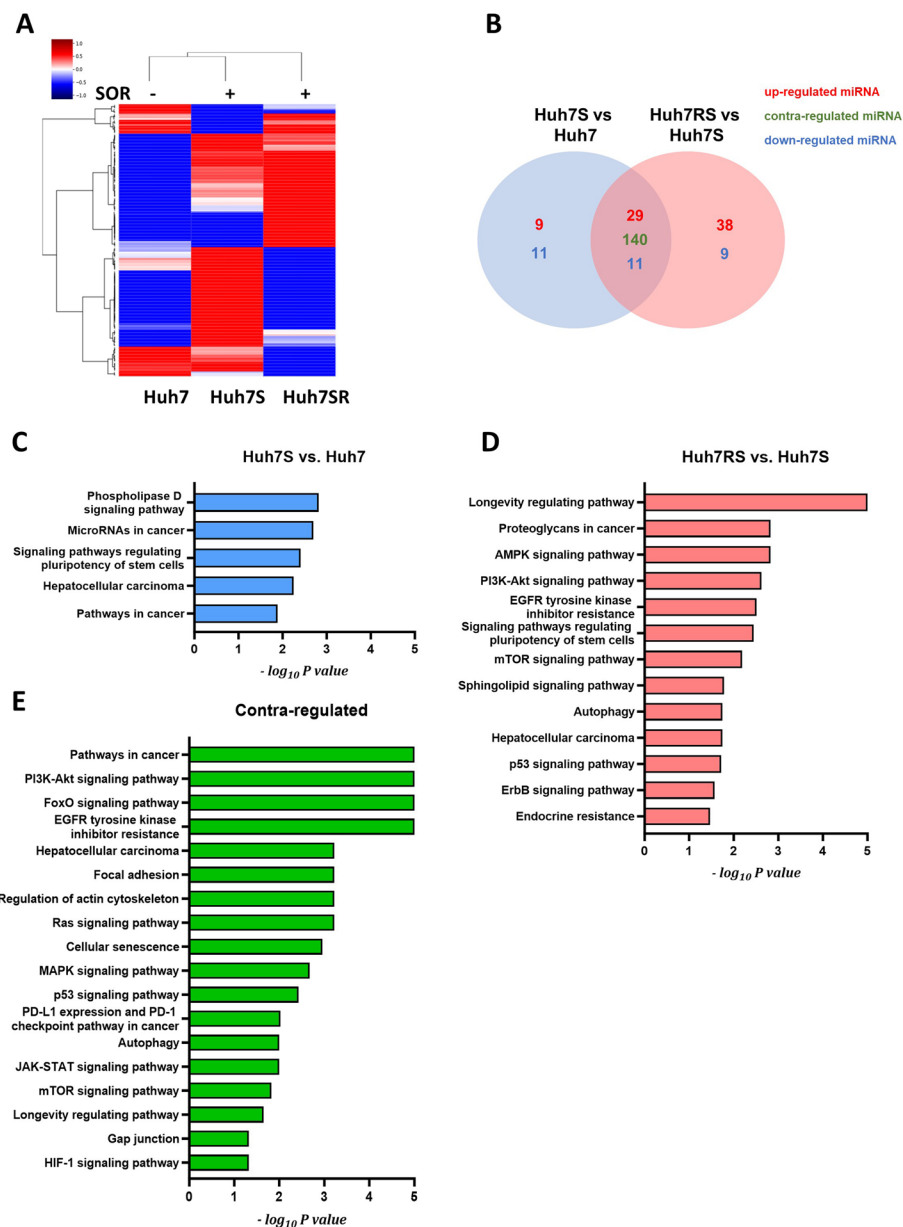 A
1.0
0.5
0.0
−0.5
−1.0
SOR - + +
Huh7 Huh7S Huh7SR
B
Huh7S vs
Huh7
Huh7RS vs
Huh7S
up-regulated miRNA
contra-regulated miRNA
down-regulated miRNA
9
11
29
140
11
38
9
C
Huh7S vs. Huh7
Phospholipase D
signaling pathway
MicroRNAs in cancer
Signaling pathways regulating
pluripotency of stem cells
Hepatocellular carcinoma
Pathways in cancer
0 1 2 3 4 5
- log10 P value
D
Huh7RS vs. Huh7S
Longevity regulating pathway
Proteoglycans in cancer
AMPK signaling pathway
PI3K-Akt signaling pathway
EGFR tyrosine kinase
inhibitor resistance
Signaling pathways regulating
pluripotency of stem cells
mTOR signaling pathway
Sphingolipid signaling pathway
Autophagy
Hepatocellular carcinoma
p53 signaling pathway
ErbB signaling pathway
Endocrine resistance
0 1 2 3 4 5
- log10 P value
E
Contra-regulated
Pathways in cancer
PI3K-Akt signaling pathway
FoxO signaling pathway
EGFR tyrosine kinase
inhibitor resistance
Hepatocellular carcinoma
Focal adhesion
Regulation of actin cytoskeleton
Ras signaling pathway
Cellular senescence
MAPK signaling pathway
p53 signaling pathway
PD-L1 expression and PD-1
checkpoint pathway in cancer
Autophagy
JAK-STAT signaling pathway
mTOR signaling pathway
Longevity regulating pathway
Gap junction
HIF-1 signaling pathway
0 1 2 3 4 5
- log10 P value